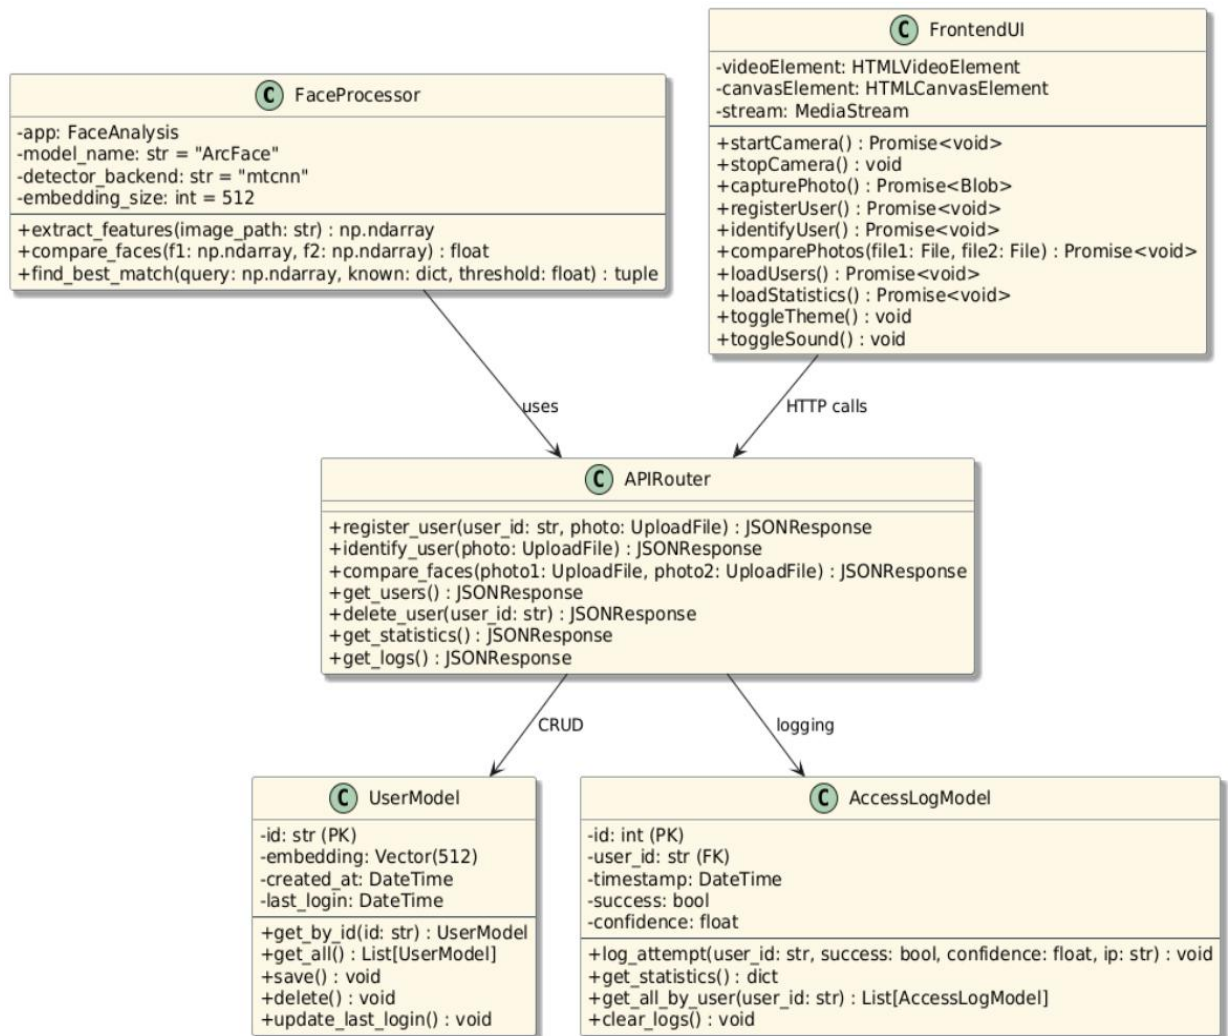 C FaceProcessor
-app: FaceAnalysis
-model_name: str = "ArcFace"
-detector_backend: str = "mtcnn"
-embedding_size: int = 512
+extract_features(image_path: str) : np.ndarray
+compare_faces(f1: np.ndarray, f2: np.ndarray) : float
+find_best_match(query: np.ndarray, known: dict, threshold: float) : tuple
C FrontendUI
-videoElement: HTMLVideoElement
-canvasElement: HTMLCanvasElement
-stream: MediaStream
+startCamera() : Promise<void>
+stopCamera() : void
+capturePhoto() : Promise<Blob>
+registerUser() : Promise<void>
+identifyUser() : Promise<void>
+comparePhotos(file1: File, file2: File) : Promise<void>
+loadUsers() : Promise<void>
+loadStatistics() : Promise<void>
+toggleTheme() : void
+toggleSound() : void
uses
HTTP calls
C APIRouter
+register_user(user_id: str, photo: UploadFile) : JSONResponse
+identify_user(photo: UploadFile) : JSONResponse
+compare_faces(photo1: UploadFile, photo2: UploadFile) : JSONResponse
+get_users() : JSONResponse
+delete_user(user_id: str) : JSONResponse
+get_statistics() : JSONResponse
+get_logs() : JSONResponse
CRUD
logging
C UserModel
-id: str (PK)
-embedding: Vector(512)
-created_at: DateTime
-last_login: DateTime
+get_by_id(id: str) : UserModel
+get_all() : List[UserModel]
+save() : void
+delete() : void
+update_last_login() : void
C AccessLogModel
-id: int (PK)
-user_id: str (FK)
-timestamp: DateTime
-success: bool
-confidence: float
+log_attempt(user_id: str, success: bool, confidence: float, ip: str) : void
+get_statistics() : dict
+get_all_by_user(user_id: str) : List[AccessLogModel]
+clear_logs() : void